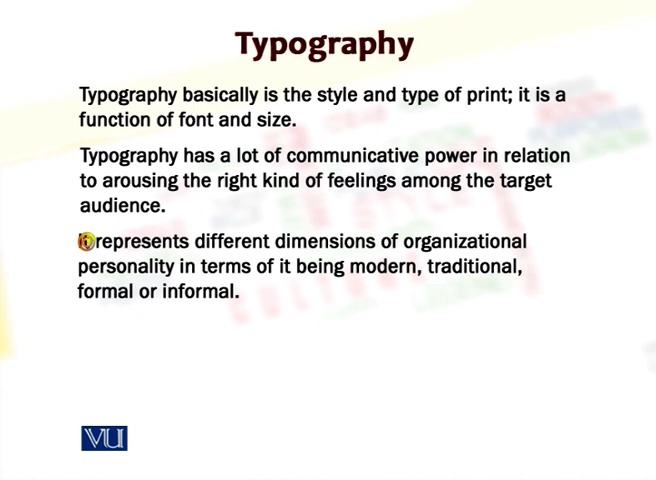 Typography
Typography basically is the style and type of print; it is a
function of font and size.
Typography has a lot of communicative power in relation
to arousing the right kind of feelings among the target
audience.
represents different dimensions of organizational
personality in terms of it being modern, traditional,
formal or informal.
VU